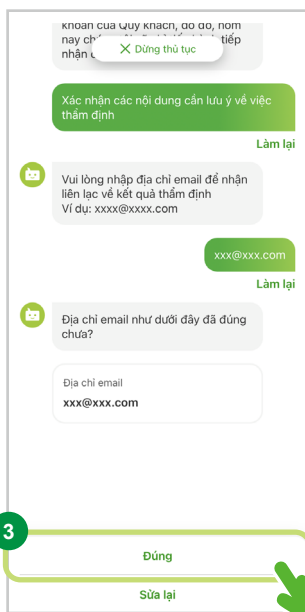 khoản của Quý khách, do đó, hôm
nay
tiếp
nhận
Dừng thủ tục
Xác nhận các nội dung cần lưu ý về việc
thẩm định
Làm lại
Vui lòng nhập địa chỉ email để nhận
liên lạc về kết quả thẩm định
Ví dụ: xxxx@xxxx.com
xxx@xxx.com
Làm lại
Địa chỉ email như dưới đây đã đúng
chưa?
Địa chỉ email
xxx@xxx.com
3
Đúng
Sửa lại